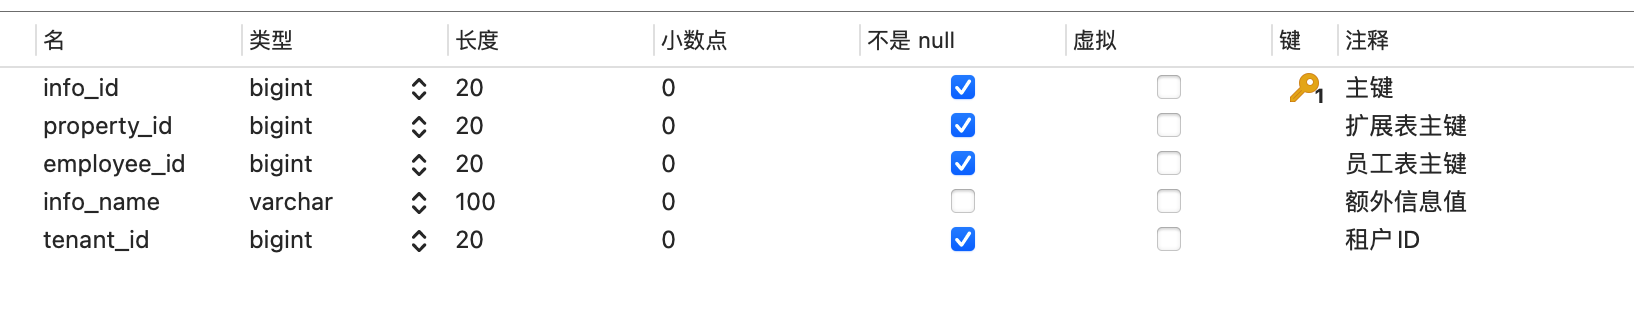 名 类型 长度 小数点 不是 null 虚拟 键 注释
info_id bigint 20 0 1 主键
property_id bigint 20 0 扩展表主键
employee_id bigint 20 0 员工表主键
info_name varchar 100 0 额外信息值
tenant_id bigint 20 0 租户 ID